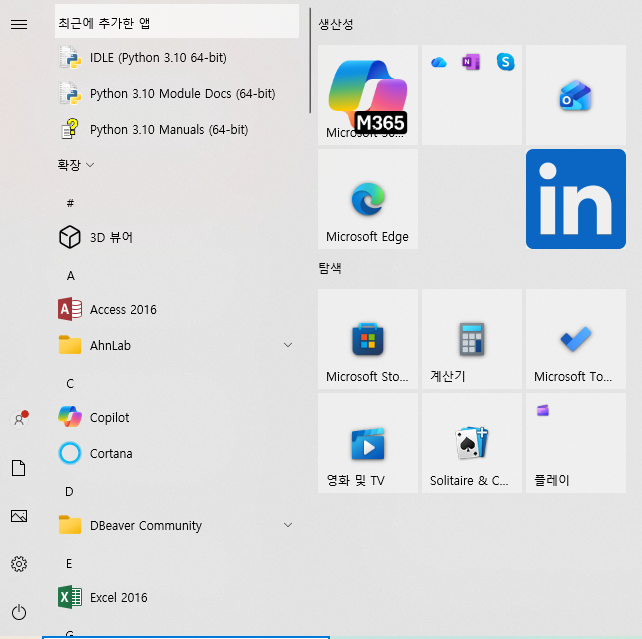 최근에 추가한 앱
IDLE (Python 3.10 64-bit)
Python 3.10 Module Docs (64-bit)
Python 3.10 Manuals (64-bit)
확장
#
3D 뷰어
A
Access 2016
AhnLab
C
Copilot
Cortana
D
DBeaver Community
E
Excel 2016
G
생산성
M365
Microsoft 36...
Microsoft Edge
in
탐색
Microsoft Sto...
계산기
Microsoft To...
영화 및 TV
Solitaire & C...
플레이